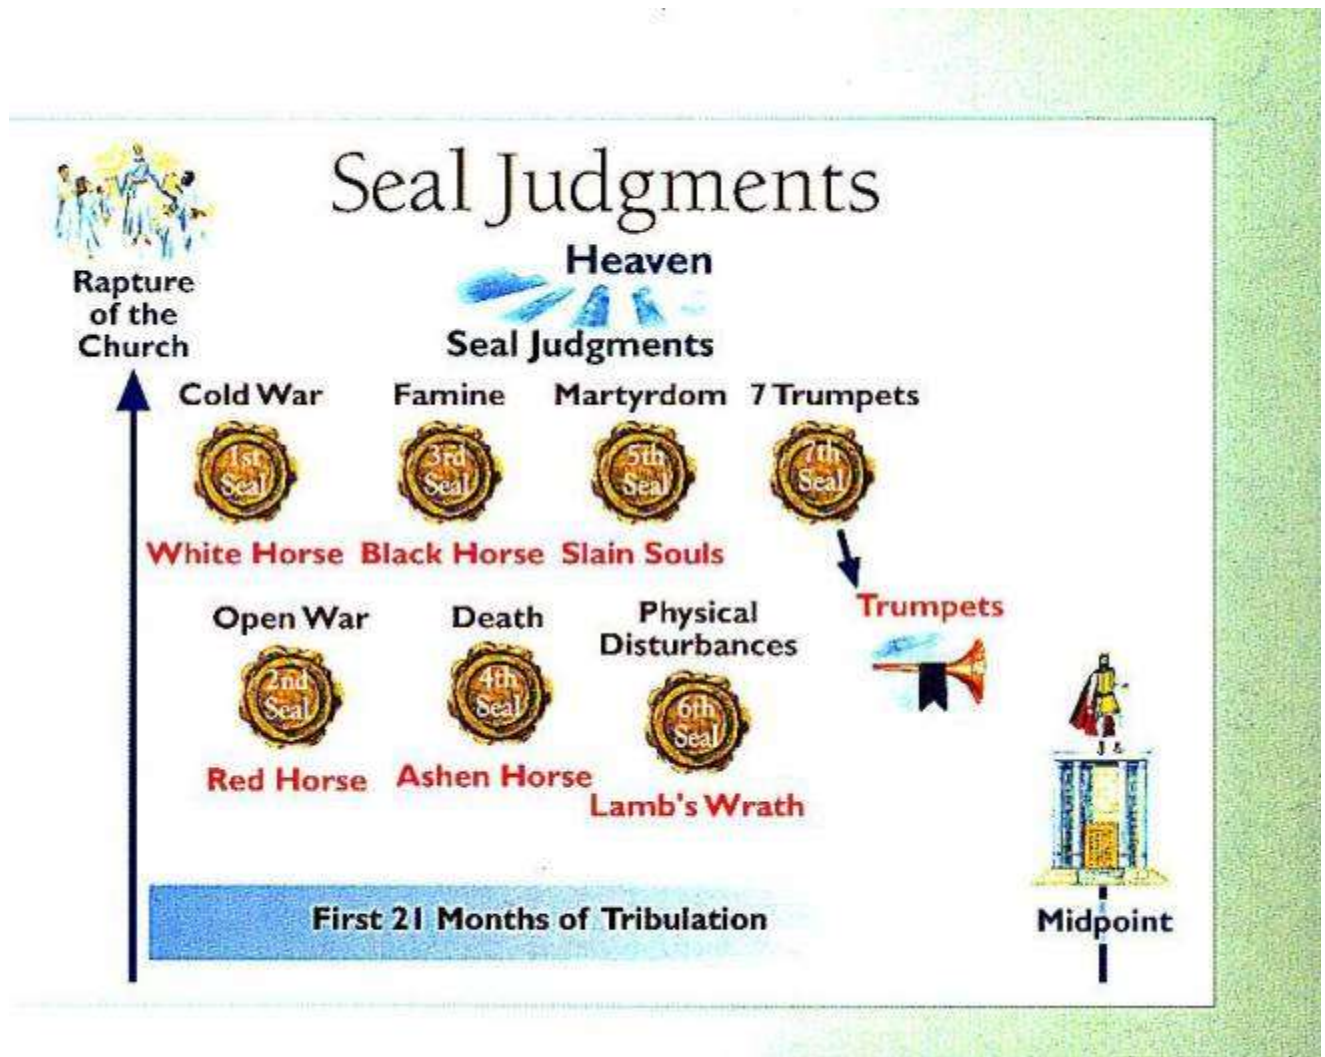 Seal Judgments
Heaven
Seal Judgments
Rapture
of the
Church
Cold War
Famine
Martyrdom
7 Trumpets
1st
Seal
3rd
Seal
5th
Seal
7th
Seal
White Horse
Black Horse
Slain Souls
Trumpets
Open War
Death
Physical
Disturbances
2nd
Seal
4th
Seal
6th
Seal
Red Horse
Ashen Horse
Lamb's Wrath
First 21 Months of Tribulation
Midpoint